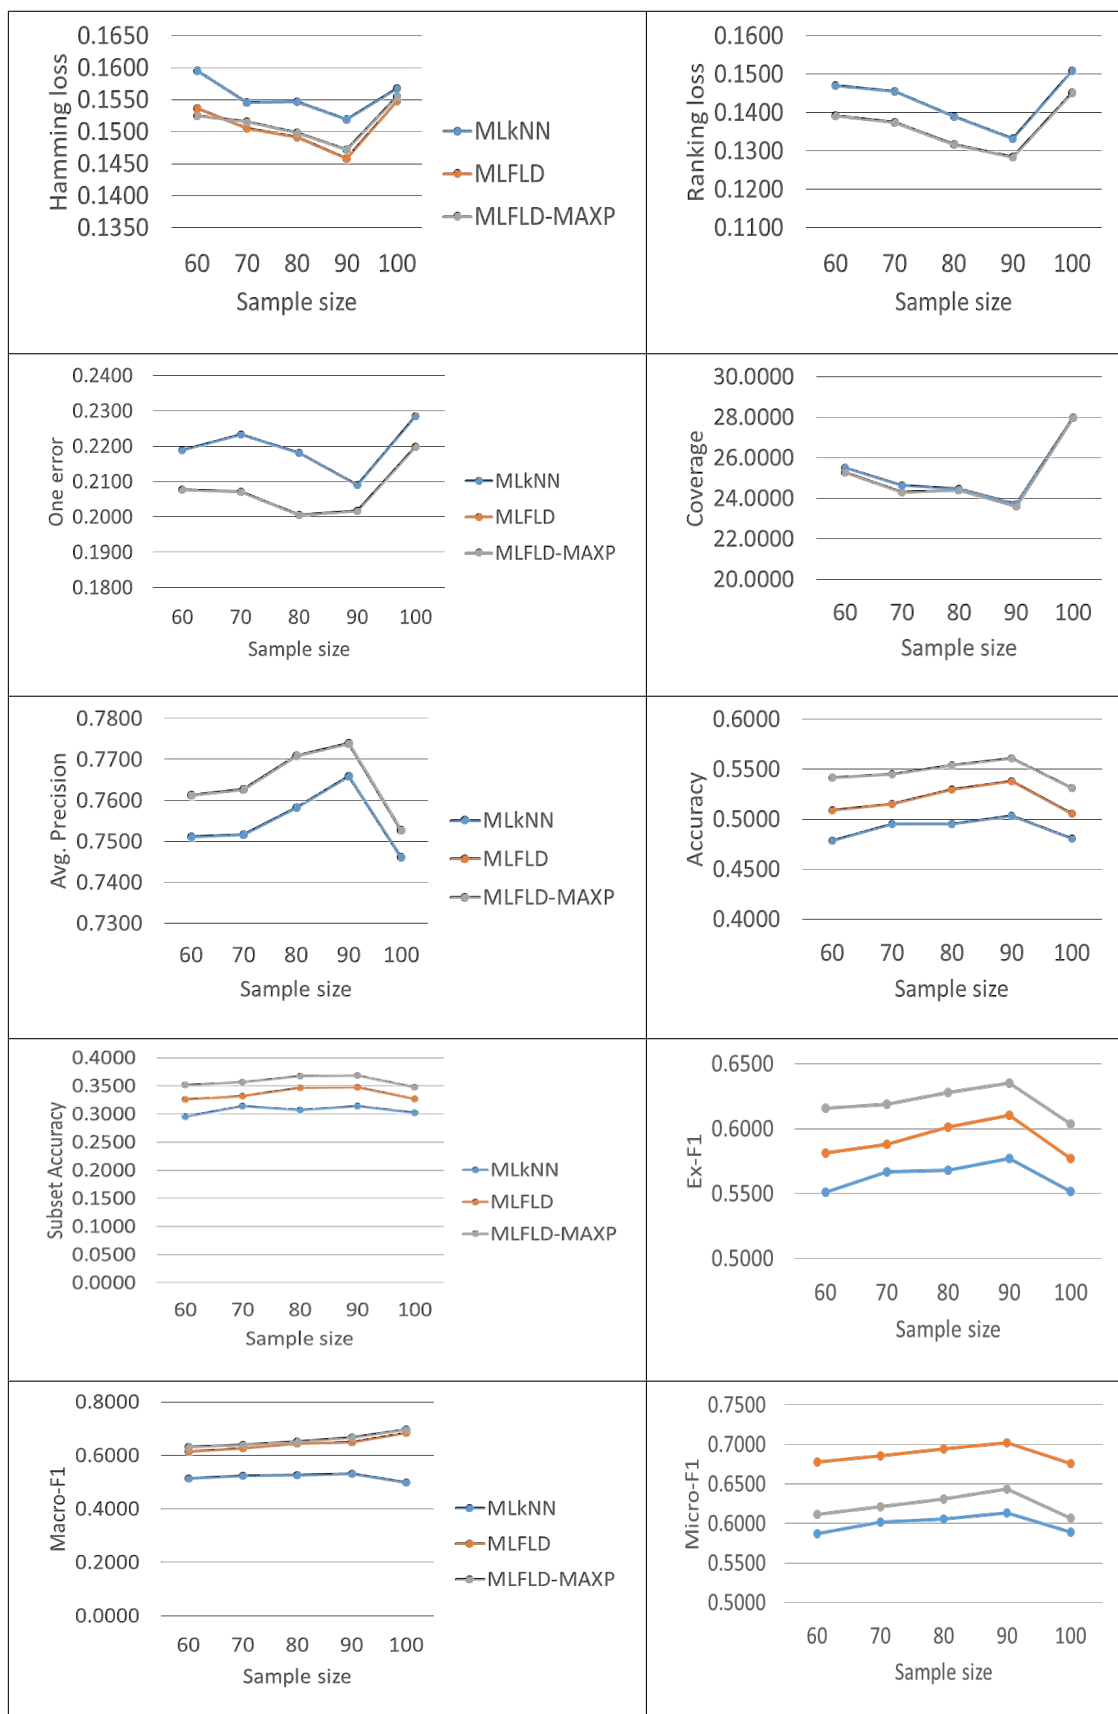 Hamming loss
0.1650
0.1600
0.1550
0.1500
0.1450
0.1400
0.1350
60 70 80 90 100
Sample size
MLkNN
MLFLD
MLFLD-MAXP
Ranking loss
0.1600
0.1500
0.1400
0.1300
0.1200
0.1100
60 70 80 90 100
Sample size
One error
0.2400
0.2300
0.2200
0.2100
0.2000
0.1900
0.1800
60 70 80 90 100
Sample size
MLkNN
MLFLD
MLFLD-MAXP
Coverage
30.0000
28.0000
26.0000
24.0000
22.0000
20.0000
60 70 80 90 100
Sample size
Avg. Precision
0.7800
0.7700
0.7600
0.7500
0.7400
0.7300
60 70 80 90 100
Sample size
MLkNN
MLFLD
MLFLD-MAXP
Accuracy
0.6000
0.5500
0.5000
0.4500
0.4000
60 70 80 90 100
Sample size
Subset Accuracy
0.4000
0.3500
0.3000
0.2500
0.2000
0.1500
0.1000
0.0500
0.0000
60 70 80 90 100
Sample size
MLkNN
MLFLD
MLFLD-MAXP
Ex-F1
0.6500
0.6000
0.5500
0.5000
60 70 80 90 100
Sample size
Macro-F1
0.8000
0.6000
0.4000
0.2000
0.0000
60 70 80 90 100
Sample size
MLkNN
MLFLD
MLFLD-MAXP
Micro-F1
0.7500
0.7000
0.6500
0.6000
0.5500
0.5000
60 70 80 90 100
Sample size